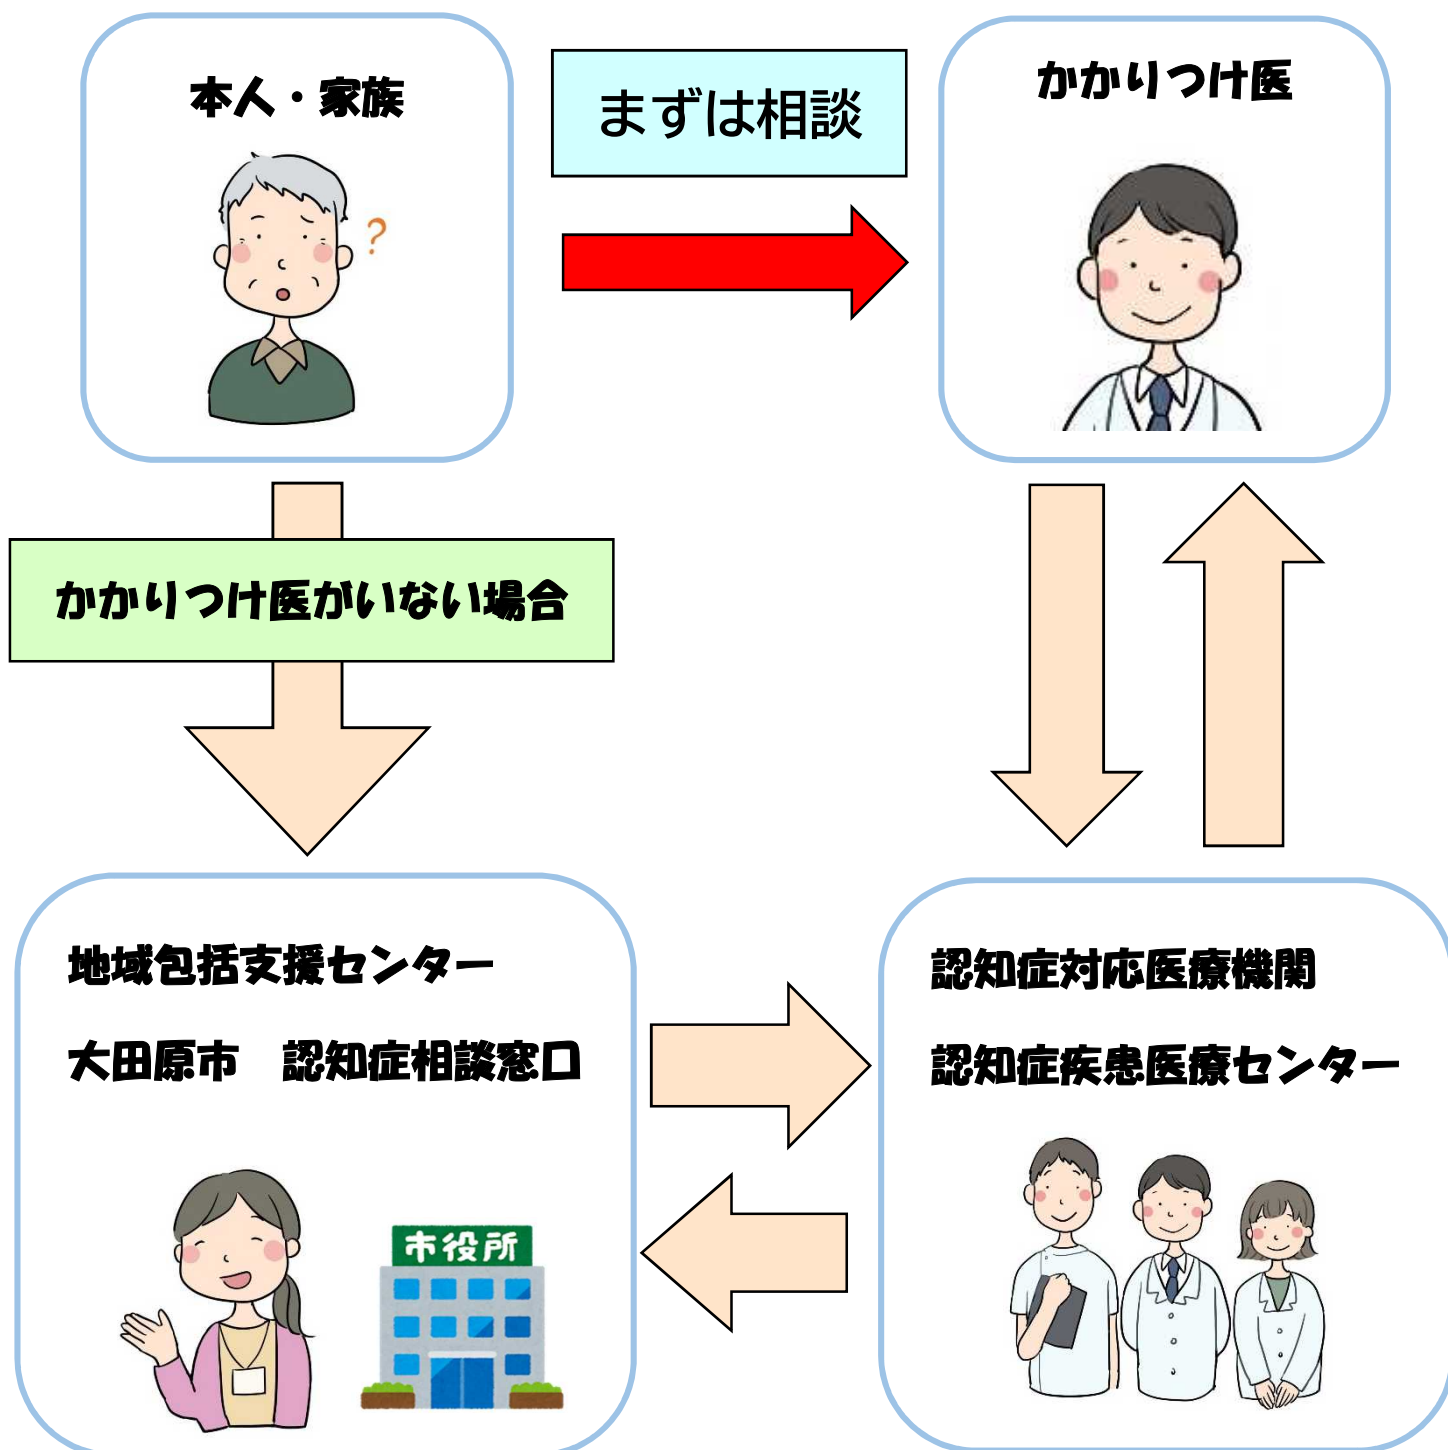 本人・家族
まずは相談
かかりつけ医
?
かかりつけ医がいない場合
地域包括支援センター
大田原市　認知症相談窓口
市役所
認知症対応医療機関
認知症疾患医療センター